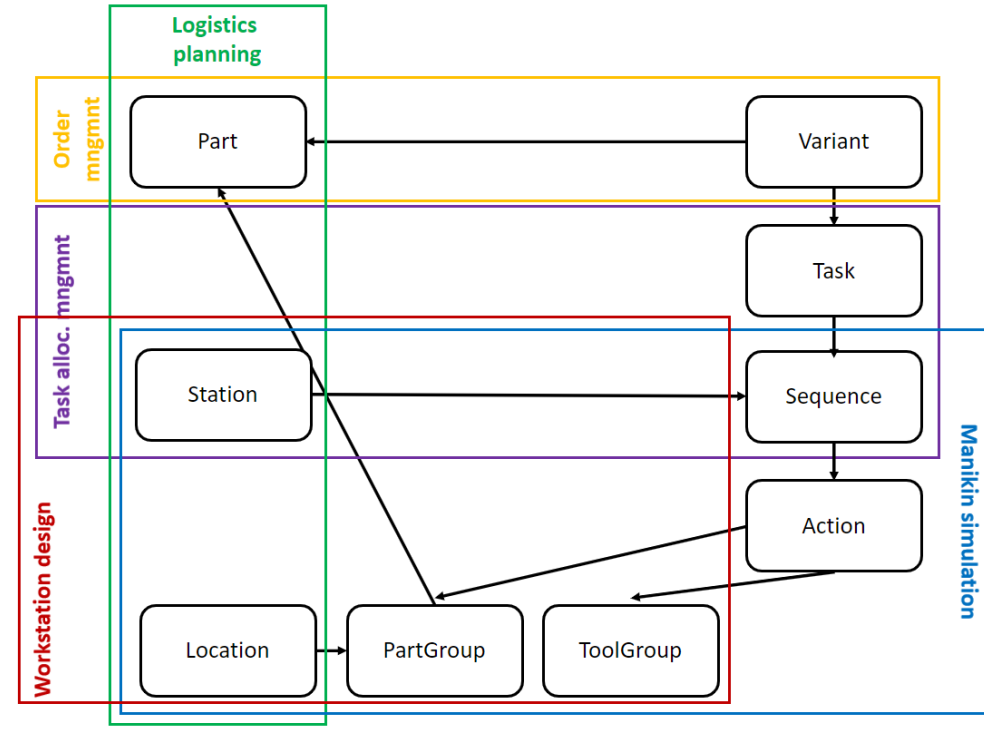 Logistics
planning
Order
mngmnt
Part
Variant
Task alloc. mngmnt
Task
Station
Sequence
Manikin simulation
Workstation design
Action
Location
PartGroup
ToolGroup